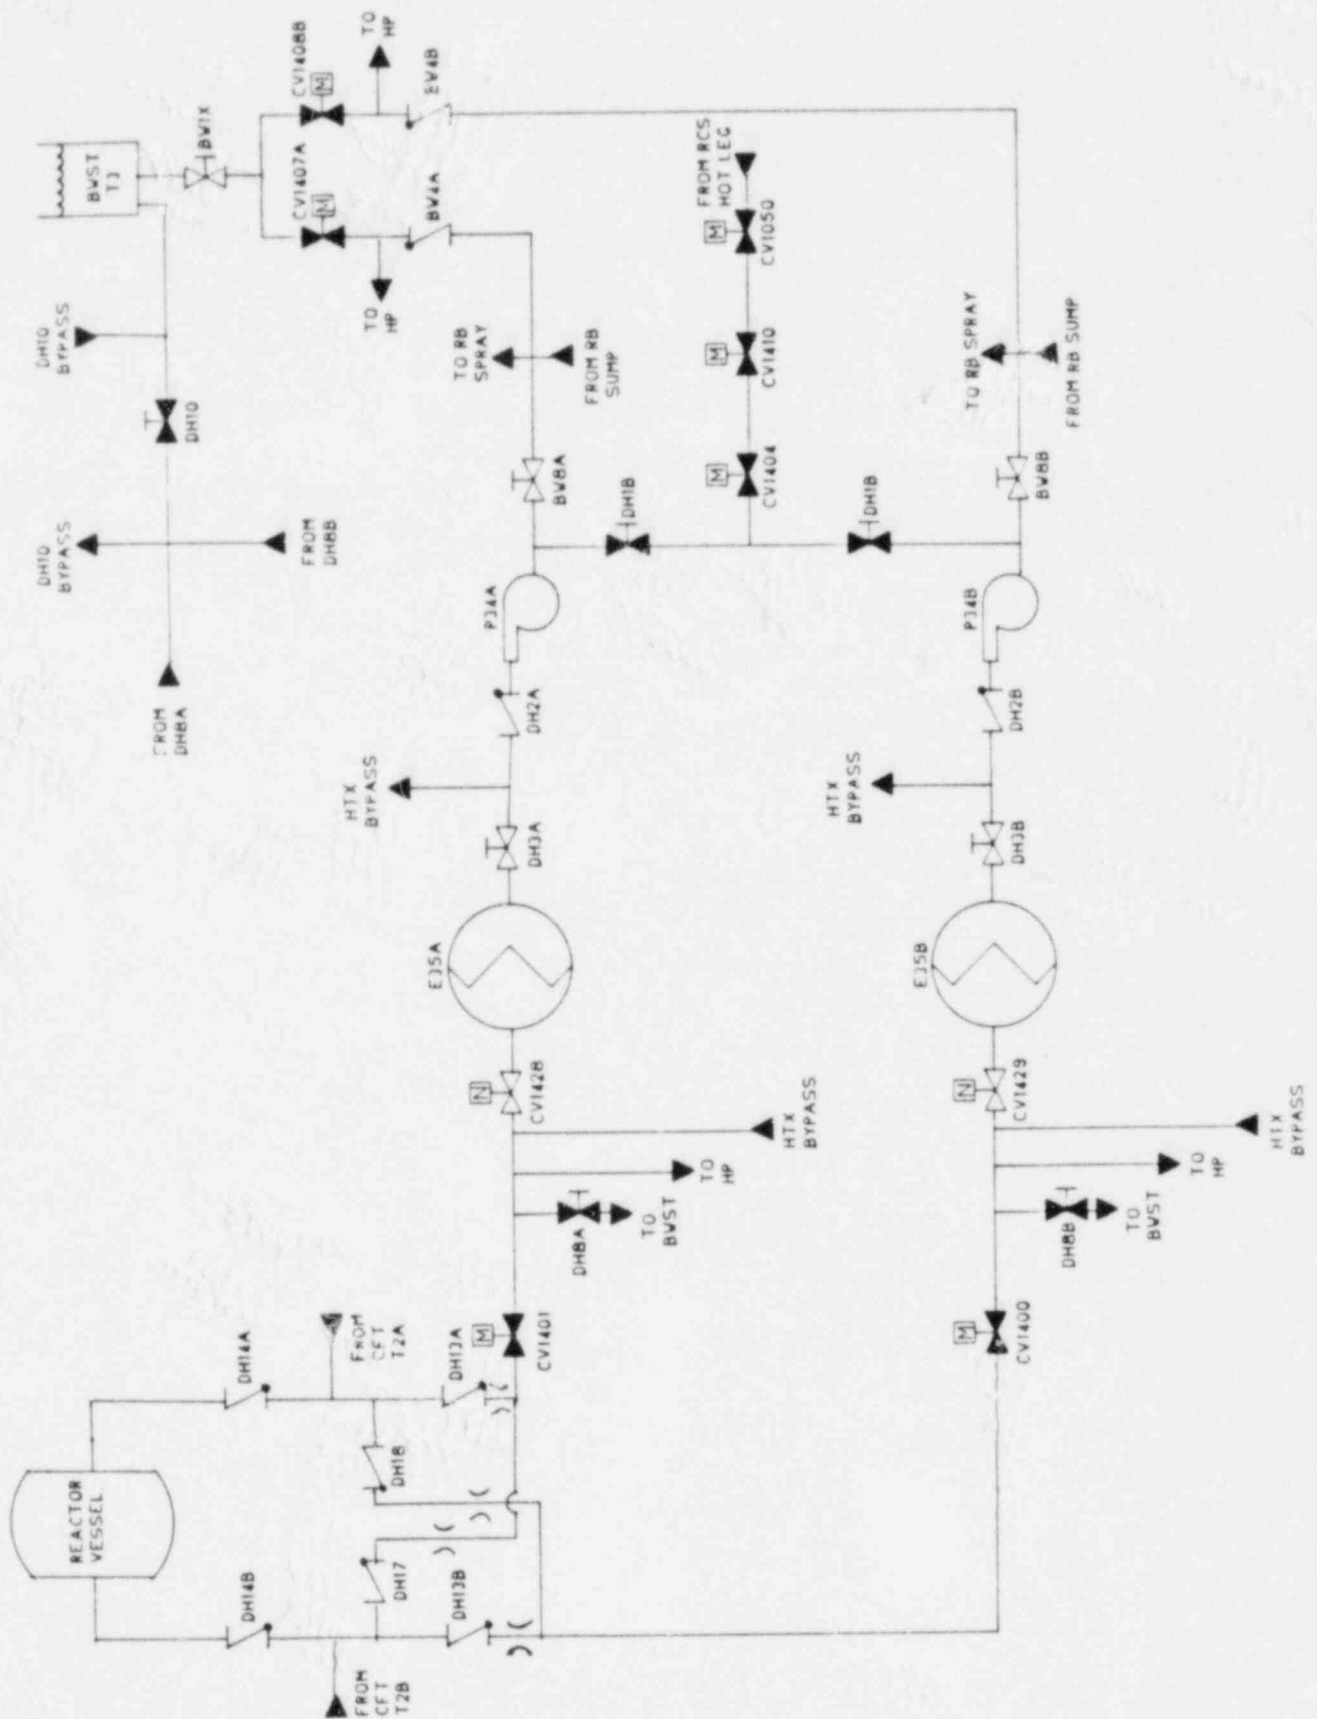 REACTOR
VESSEL
DH14B
DH14A
FROM
CFT
T2B
DH17
DH18
FROM
CFT
T2A
DH13B
DH13A
FROM
DH8A
DH10
BYPASS
FROM
DH8B
DH10
DH10
BYPASS
BWST
T3
BW1X
CV1407A
M
CV1408B
M
TO
HP
TO
HP
BW4A
BW4B
M
CV1401
DH8A
TO
BWST
TO
HP
HTX
BYPASS
N
CV1428
E35A
DH3A
HTX
BYPASS
DH2A
P34A
BW8A
TO RB
SPRAY
FROM RB
SUMP
DH1B
M
CV1404
M
CV1410
M
CV1050
FROM RCS
HOT LEG
DH1B
M
CV1400
DH8B
TO
BWST
TO
HP
HTX
BYPASS
N
CV1429
E35B
DH3B
HTX
BYPASS
DH2B
P34B
BW8B
TO RB SPRAY
FROM RB SUMP